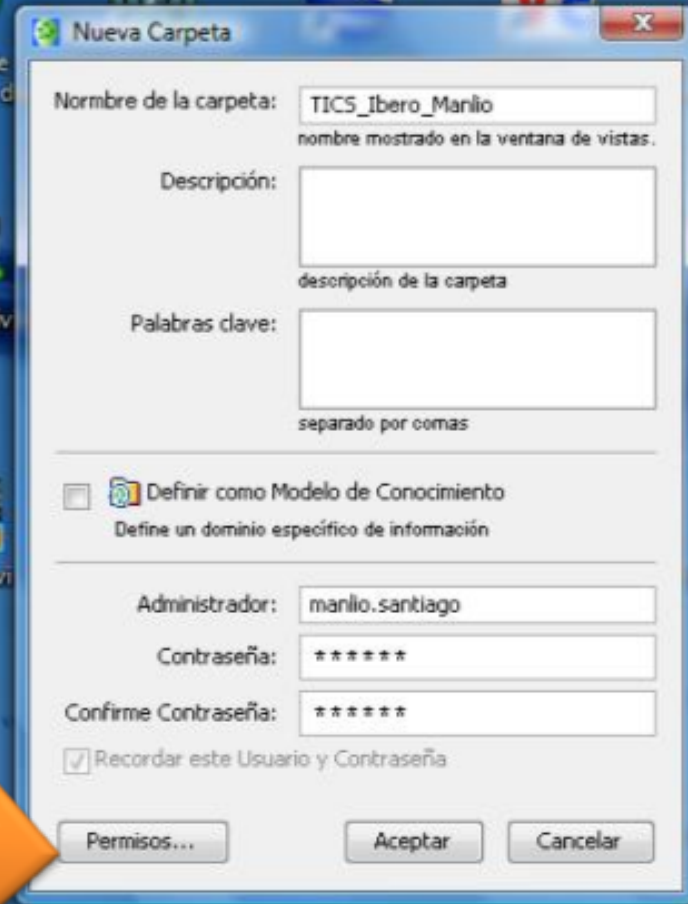 Nueva Carpeta
Normbre de la carpeta: TICS_Ibero_Manlio
nombre mostrado en la ventana de vistas.
Descripción:
descripción de la carpeta
Palabras clave:
separado por comas
Definir como Modelo de Conocimiento
Define un dominio específico de información
Administrador: manlio.santiago
Contraseña: ******
Confirme Contraseña: ******
Recordar este Usuario y Contraseña
Permisos... Aceptar Cancelar